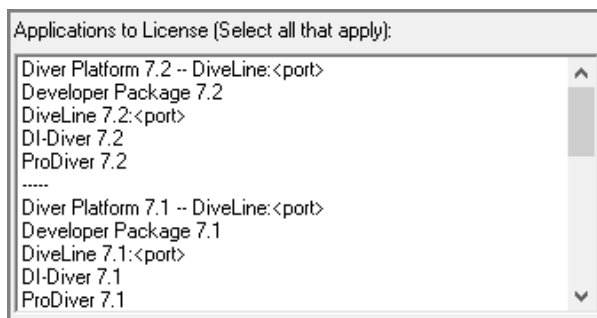 Applications to License (Select all that apply):
Diver Platform 7.2 -- DiveLine:<port>
Developer Package 7.2
DiveLine 7.2:<port>
DI-Diver 7.2
ProDiver 7.2
-----
Diver Platform 7.1 -- DiveLine:<port>
Developer Package 7.1
DiveLine 7.1:<port>
DI-Diver 7.1
ProDiver 7.1